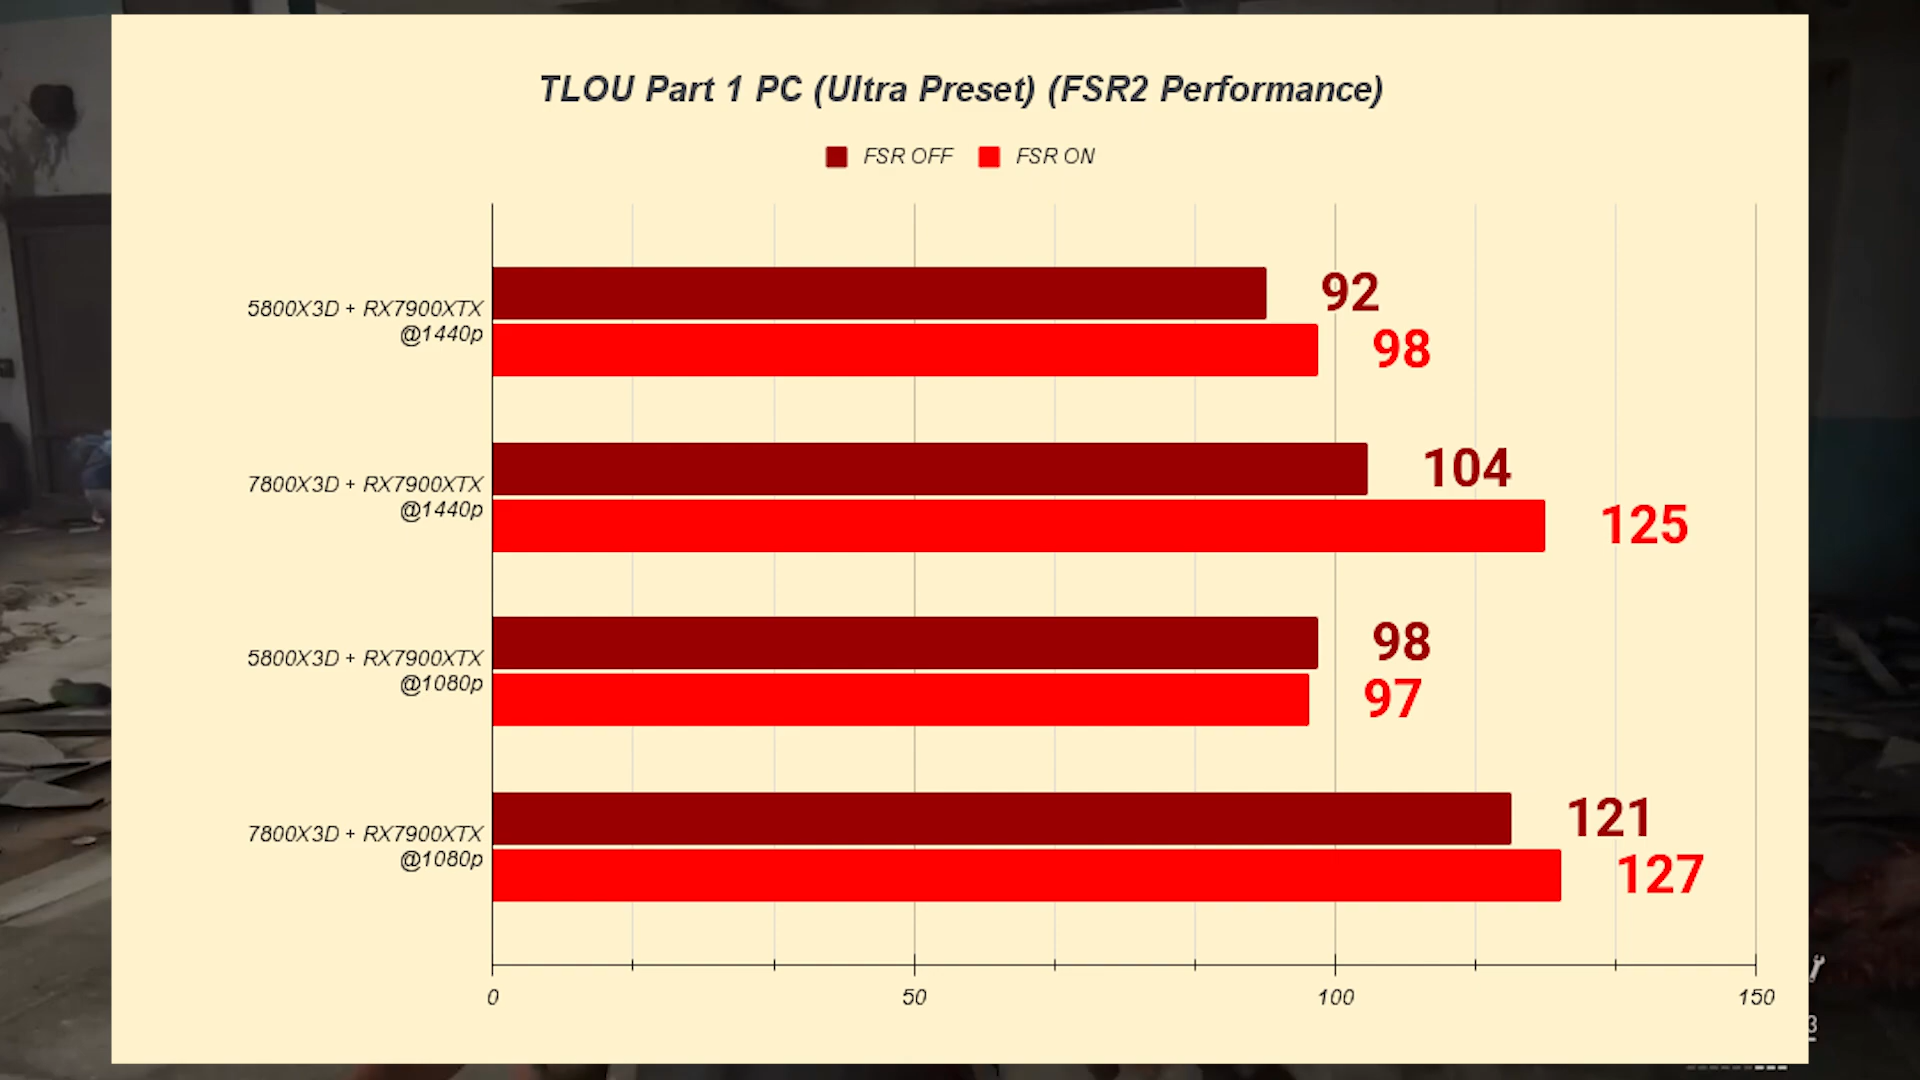 TLOU Part 1 PC (Ultra Preset) (FSR2 Performance)
FSR OFF FSR ON
5800X3D + RX7900XTX
@1440p
92
98
7800X3D + RX7900XTX
@1440p
104
125
5800X3D + RX7900XTX
@1080p
98
97
7800X3D + RX7900XTX
@1080p
121
127
0 50 100 150
3